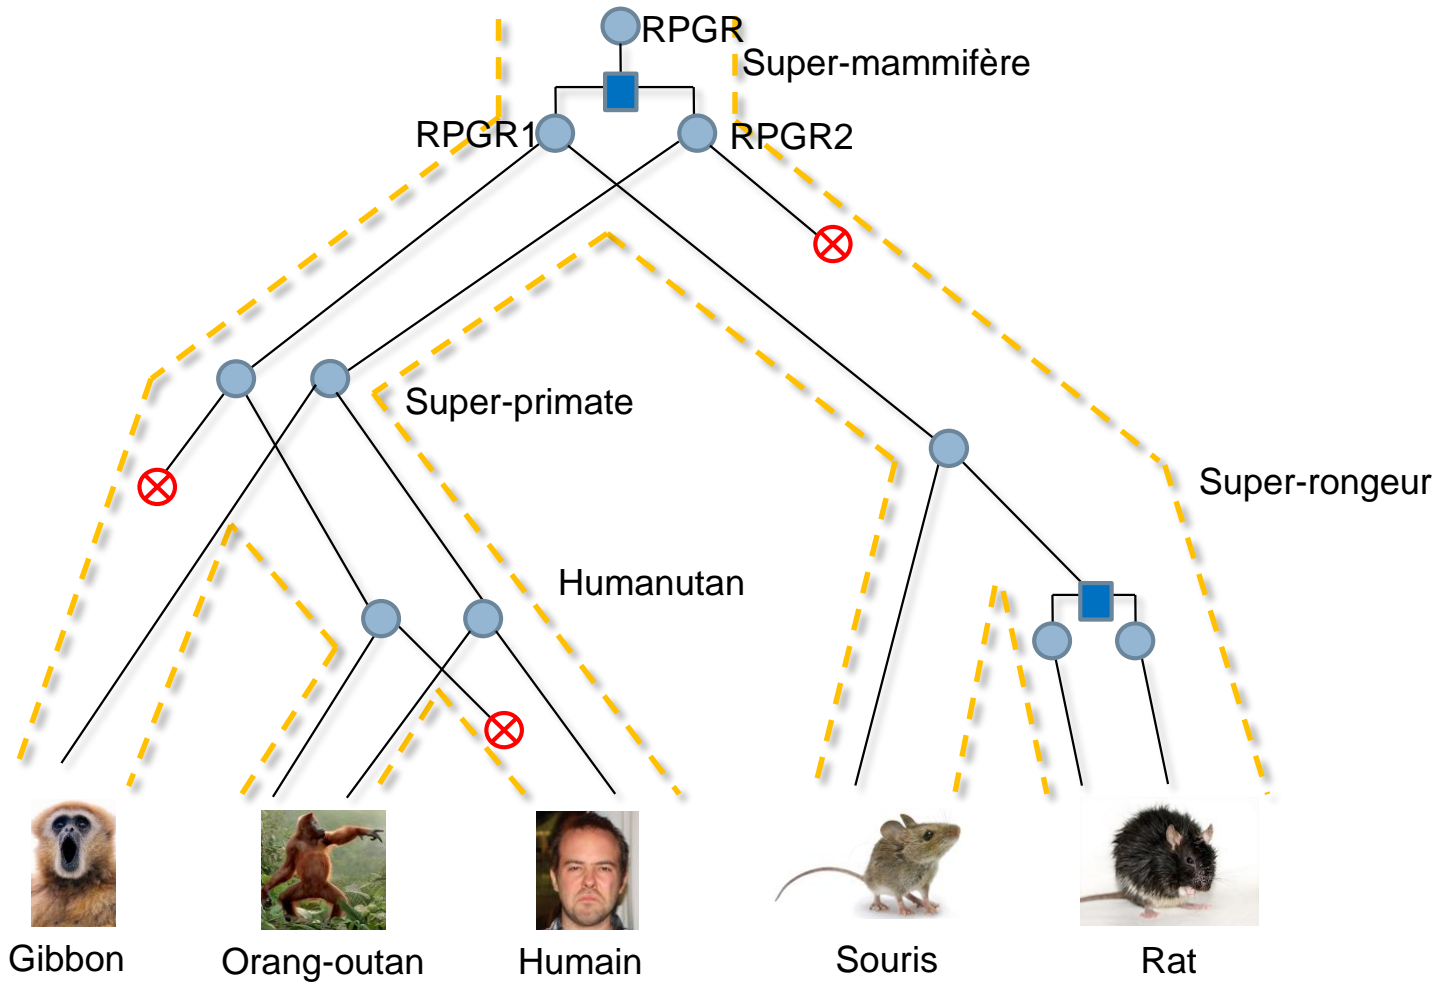 RPGR
Super-mammifère
RPGR1
RPGR2
Super-primate
Super-rongeur
Humanutan
Gibbon
Orang-outan
Humain
Souris
Rat